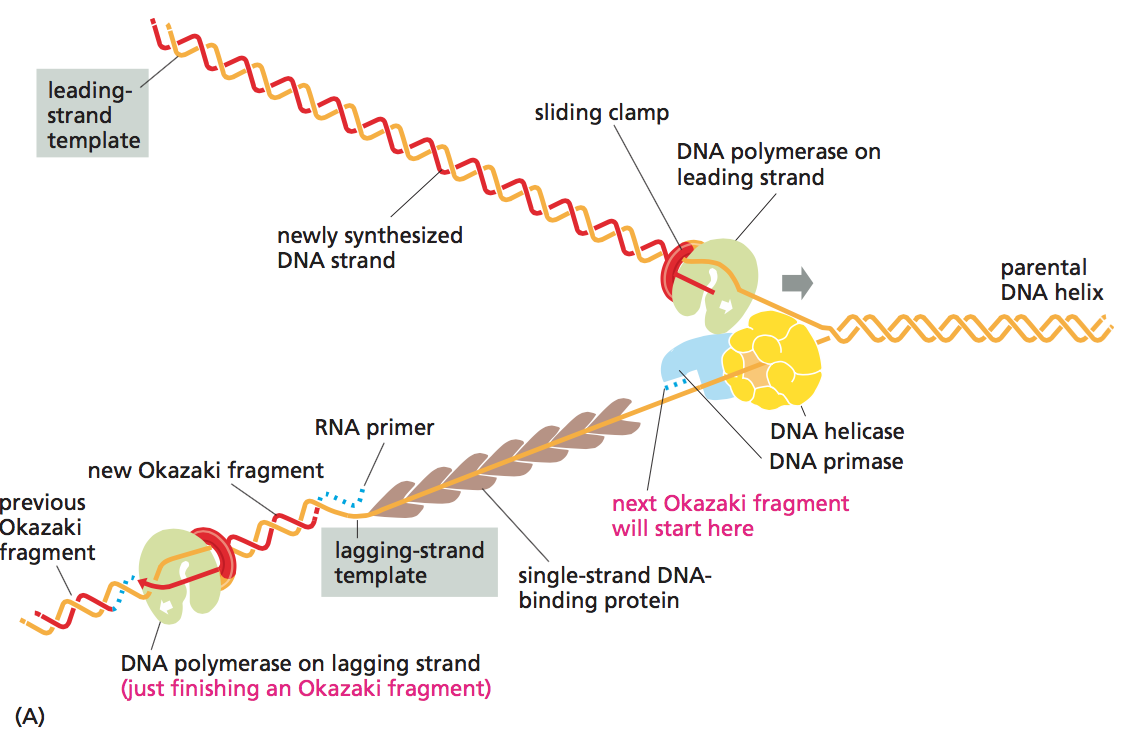 leading-
strand
template
sliding clamp
DNA polymerase on
leading strand
newly synthesized
DNA strand
parental
DNA helix
RNA primer
DNA helicase
DNA primase
new Okazaki fragment
previous
Okazaki
fragment
next Okazaki fragment
will start here
lagging-strand
template
single-strand DNA-
binding protein
DNA polymerase on lagging strand
(just finishing an Okazaki fragment)
(A)